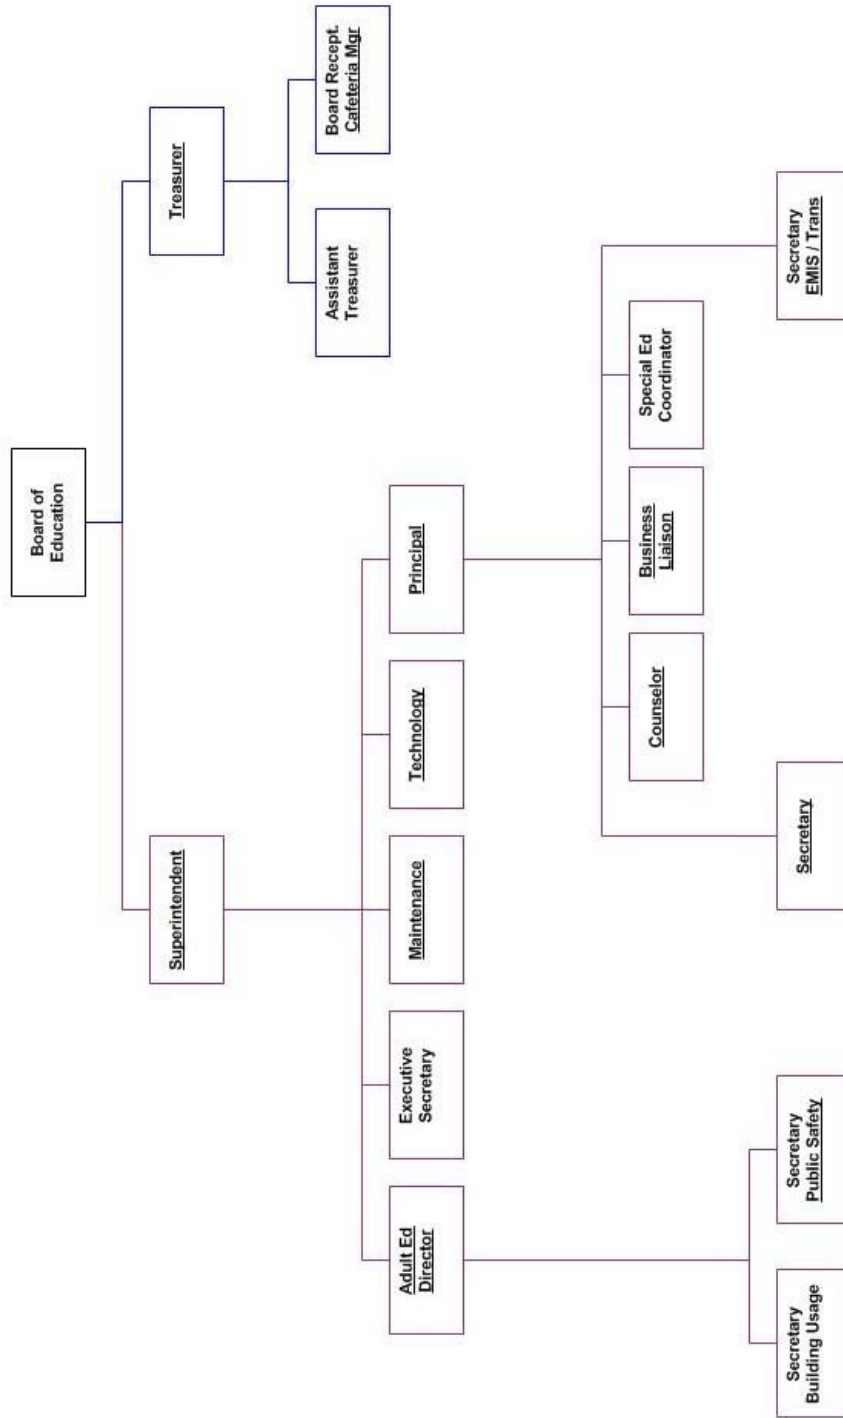 Board of
Education
Superintendent
Treasurer
Assistant
Treasurer
Board Recept.
Cafeteria Mgr
Adult Ed
Director
Executive
Secretary
Maintenance
Technology
Principal
Counselor
Business
Liaison
Special Ed
Coordinator
Secretary
Building Usage
Secretary
Public Safety
Secretary
Secretary
EMIS / Trans